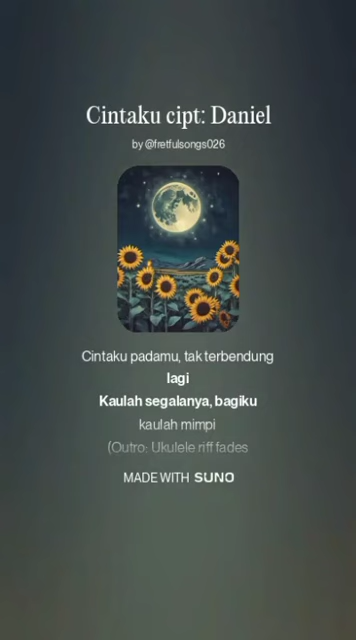 Cintaku cipt: Daniel
by @fretfulsongs026
Cintaku padamu, tak terbendung
lagi
Kaulah segalanya, bagiku
kaulah mimpi
(Outro: Ukulele riff fades
MADE WITH SUNO